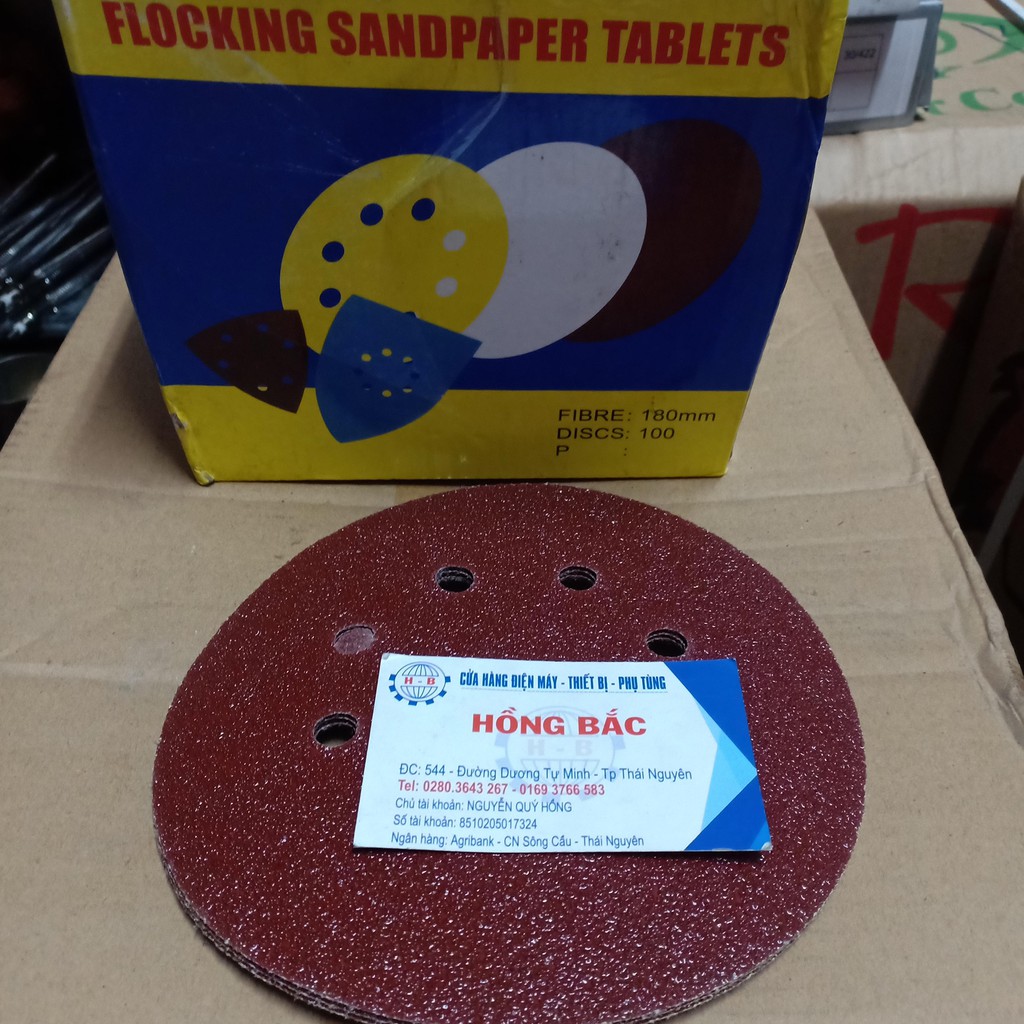 FLOCKING SANDPAPER TABLETS
FIBRE: 180mm
DISCS: 100
P :
H - B
CỬA HÀNG ĐIỆN MÁY - THIẾT BỊ - PHỤ TÙNG
HỒNG BẮC
H - B
ĐC: 544 - Đường Dương Tự Minh - Tp Thái Nguyên
Tel: 0280.3643 267 - 0169 3766 583
Chủ tài khoản: NGUYỄN QUÝ HỒNG
Số tài khoản: 8510205017324
Ngân hàng: Agribank - CN Sông Cầu - Thái Nguyên